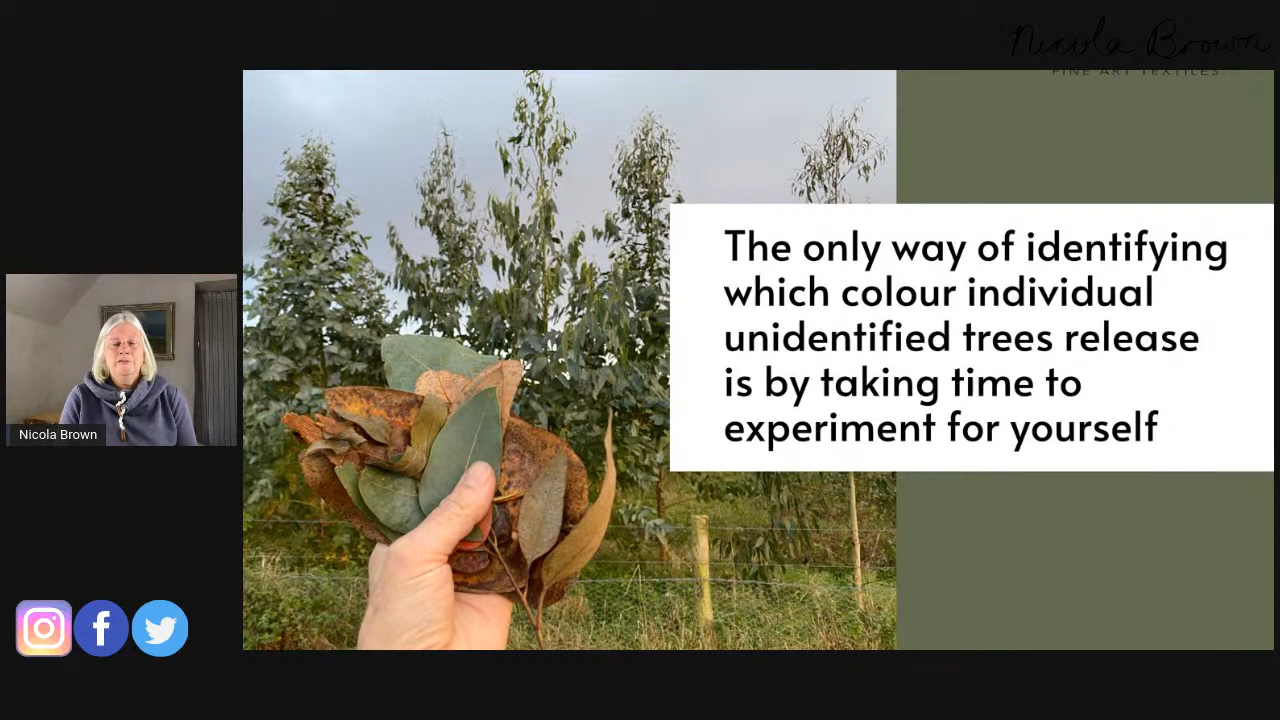 Nicola Brown
FINE ART TEXTILES
The only way of identifying
which colour individual
unidentified trees release
is by taking time to
experiment for yourself
Nicola Brown